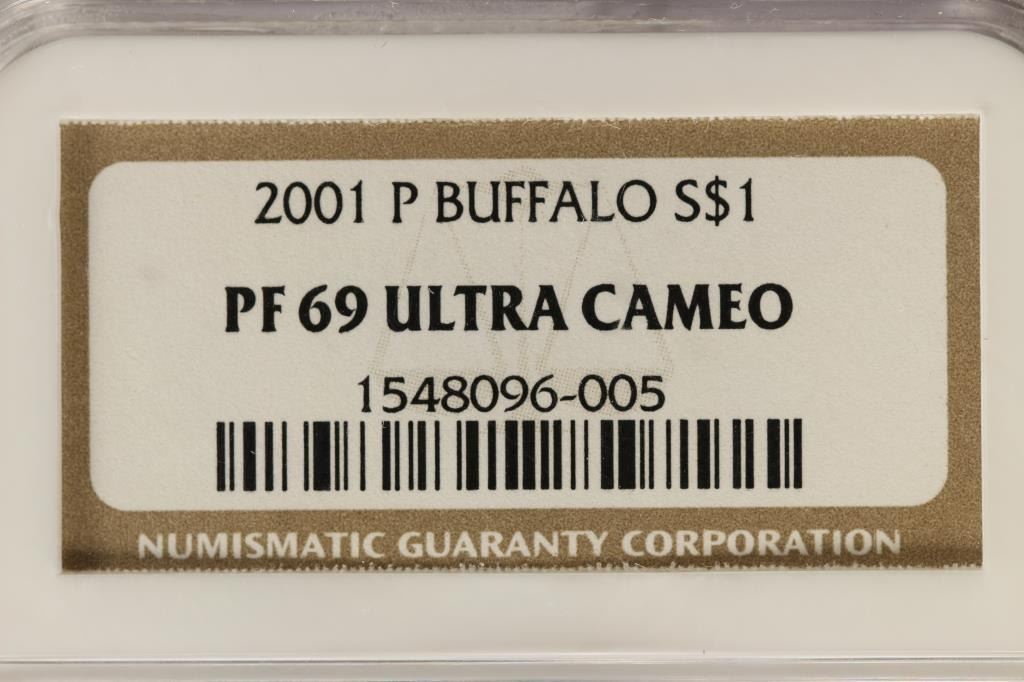 2001 P BUFFALO S$1
PF 69 ULTRA CAMEO
1548096-005
NUMISMATIC GUARANTY CORPORATION